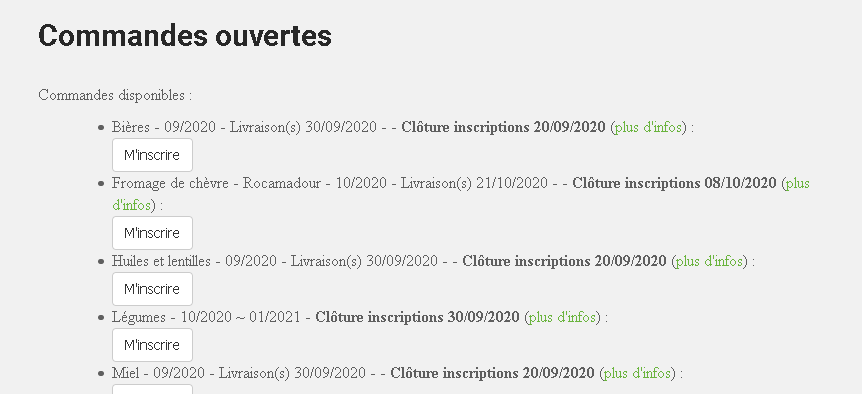 Commandes ouvertes
Commandes disponibles :
Bières - 09/2020 - Livraison(s) 30/09/2020 - - Clôture inscriptions 20/09/2020 (plus d'infos) :
M'inscrire
Fromage de chèvre - Rocamadour - 10/2020 - Livraison(s) 21/10/2020 - - Clôture inscriptions 08/10/2020 (plus
d'infos) :
M'inscrire
Huiles et lentilles - 09/2020 - Livraison(s) 30/09/2020 - - Clôture inscriptions 20/09/2020 (plus d'infos) :
M'inscrire
Légumes - 10/2020 ~ 01/2021 - Clôture inscriptions 30/09/2020 (plus d'infos) :
M'inscrire
Miel - 09/2020 - Livraison(s) 30/09/2020 - - Clôture inscriptions 20/09/2020 (plus d'infos) :